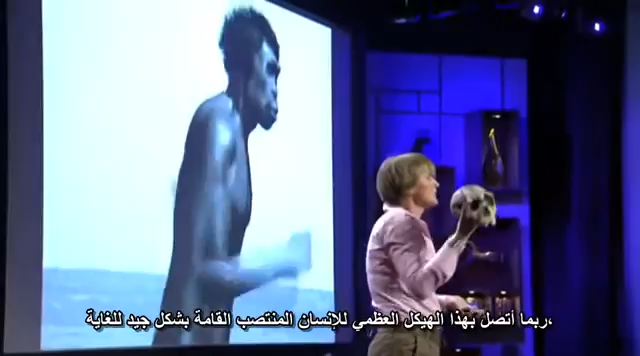 ربما أتصل بهذا الهيكل العظمي للإنسان المنتصب القامة بشكل جيد للغاية،